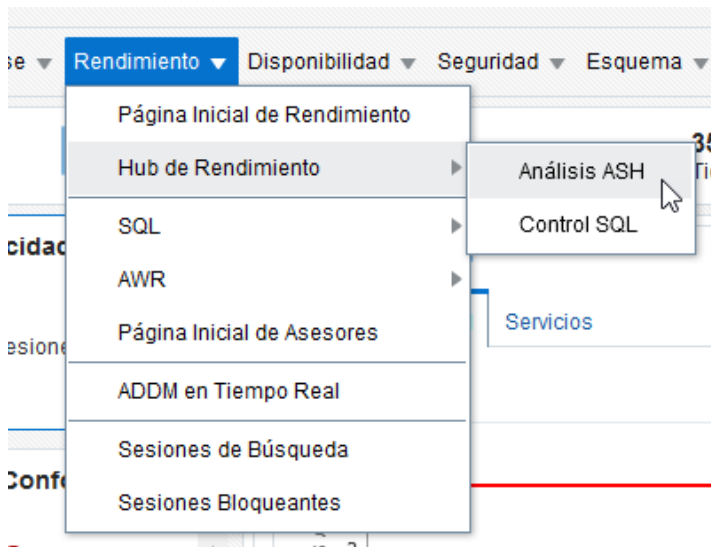 se Rendimiento Disponibilidad Seguridad Esquema
Página Inicial de Rendimiento
Hub de Rendimiento
Análisis ASH
SQL
Control SQL
AWR
Servicios
Página Inicial de Asesores
ADDM en Tiempo Real
Sesiones de Búsqueda
Sesiones Bloqueantes